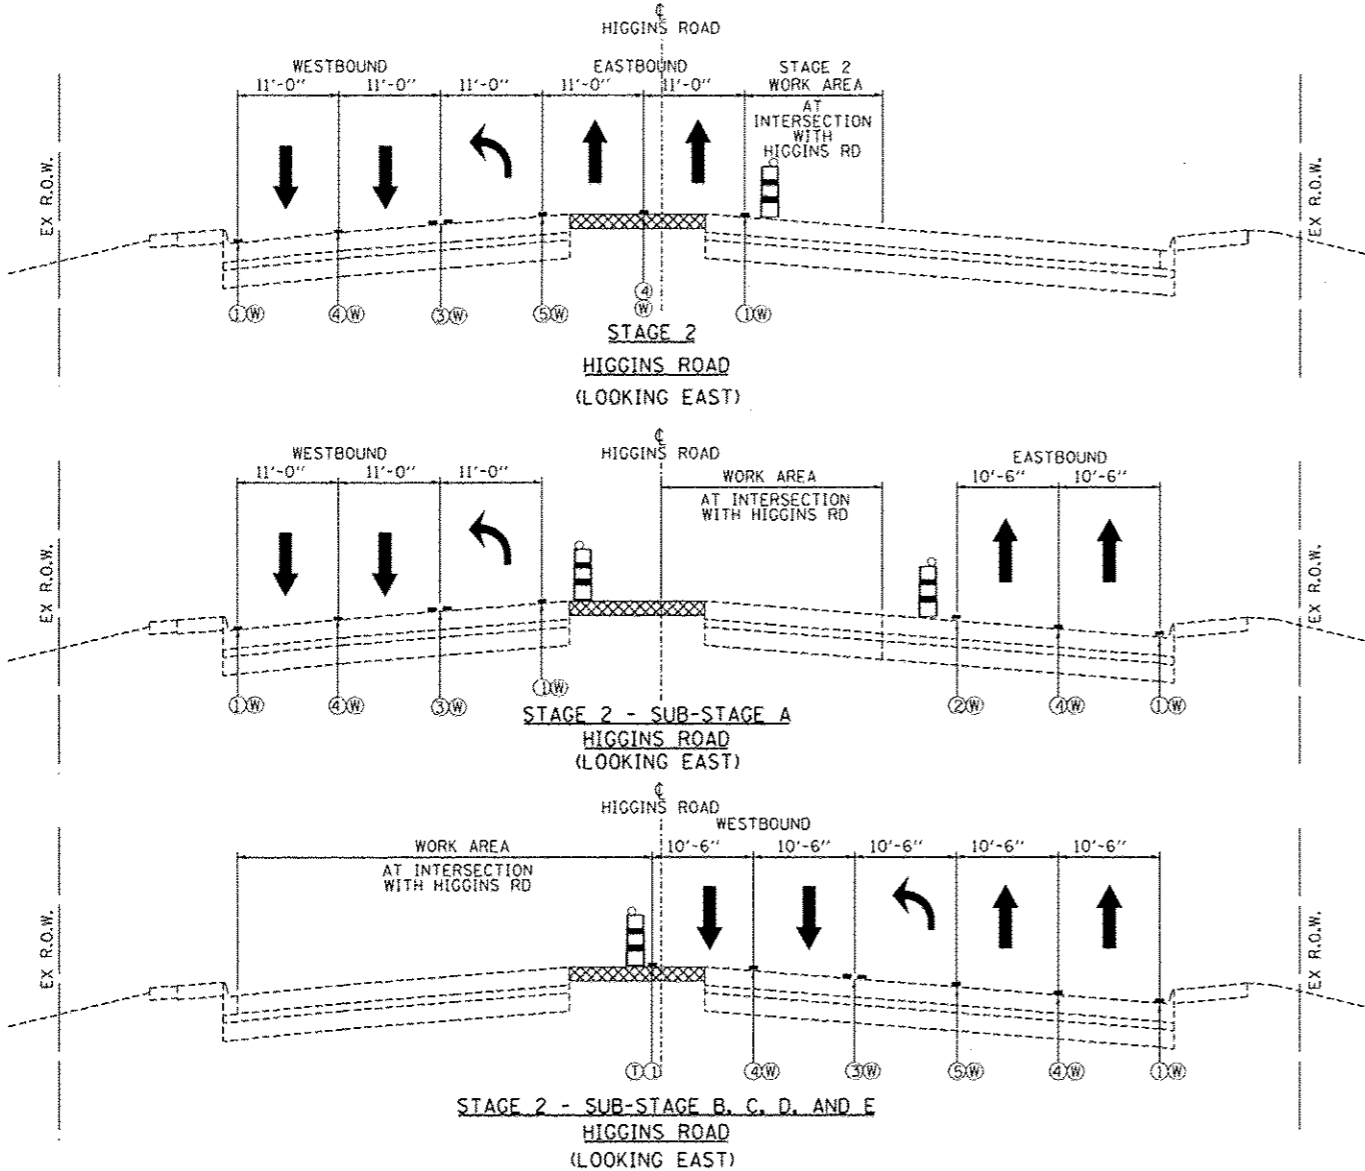 ℄
HIGGINS ROAD
WESTBOUND
EASTBOUND
STAGE 2
WORK AREA
11'-0"
11'-0"
11'-0"
11'-0"
11'-0"
AT
INTERSECTION
WITH
HIGGINS RD
EX R.O.W.
EX R.O.W.
1 W
4 W
3 W
5 W
4
W
1 W
STAGE 2
HIGGINS ROAD
(LOOKING EAST)
℄
HIGGINS ROAD
WESTBOUND
EASTBOUND
11'-0"
11'-0"
11'-0"
WORK AREA
10'-6"
10'-6"
AT INTERSECTION
WITH HIGGINS RD
EX R.O.W.
EX R.O.W.
1 W
4 W
3 W
1 W
2 W
4 W
1 W
STAGE 2 - SUB-STAGE A
HIGGINS ROAD
(LOOKING EAST)
℄
HIGGINS ROAD
WESTBOUND
WORK AREA
10'-6"
10'-6"
10'-6"
10'-6"
10'-6"
AT INTERSECTION
WITH HIGGINS RD
EX R.O.W.
EX R.O.W.
T 1
4 W
3 W
5 W
4 W
1 W
STAGE 2 - SUB-STAGE B, C, D, AND E
HIGGINS ROAD
(LOOKING EAST)